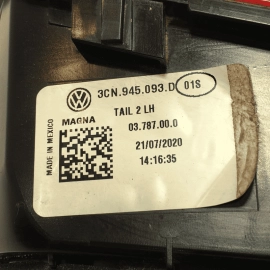 3CN.945.093.D 01S
TAIL 2 LH
MAGNA
03.787.00.0
21/07/2020
14:16:35
MADE IN MEXICO